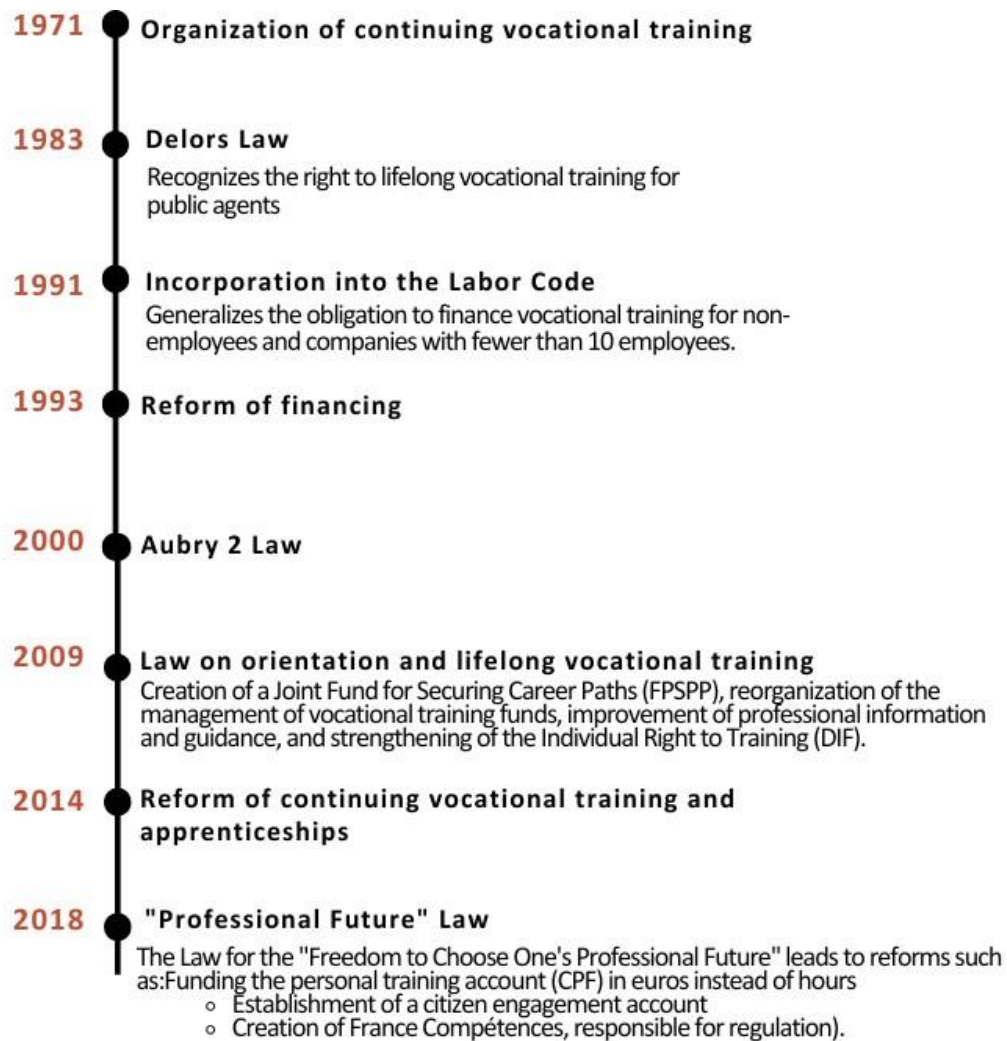 1971 Organization of continuing vocational training
1983 Delors Law
Recognizes the right to lifelong vocational training for
public agents
1991 Incorporation into the Labor Code
Generalizes the obligation to finance vocational training for non-
employees and companies with fewer than 10 employees.
1993 Reform of financing
2000 Aubry 2 Law
2009 Law on orientation and lifelong vocational training
Creation of a Joint Fund for Securing Career Paths (FPSPP), reorganization of the
management of vocational training funds, improvement of professional information
and guidance, and strengthening of the Individual Right to Training (DIF).
2014 Reform of continuing vocational training and
apprenticeships
2018 "Professional Future" Law
The Law for the "Freedom to Choose One's Professional Future" leads to reforms such
as:Funding the personal training account (CPF) in euros instead of hours
◦ Establishment of a citizen engagement account
◦ Creation of France Compétences, responsible for regulation).